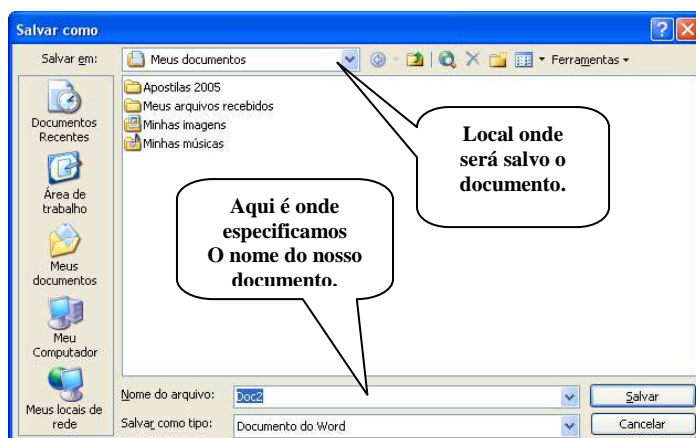 Salvar como
Salvar em:
Meus documentos
Ferramentas
Documentos
Recentes
Área de
trabalho
Meus
documentos
Meu
Computador
Meus locais de
rede
Apostilas 2005
Meus arquivos recebidos
Minhas imagens
Minhas músicas
Local onde
será salvo o
documento.
Aqui é onde
especificamos
O nome do nosso
documento.
Nome do arquivo:
Doc2
Salvar
Salvar como tipo:
Documento do Word
Cancelar